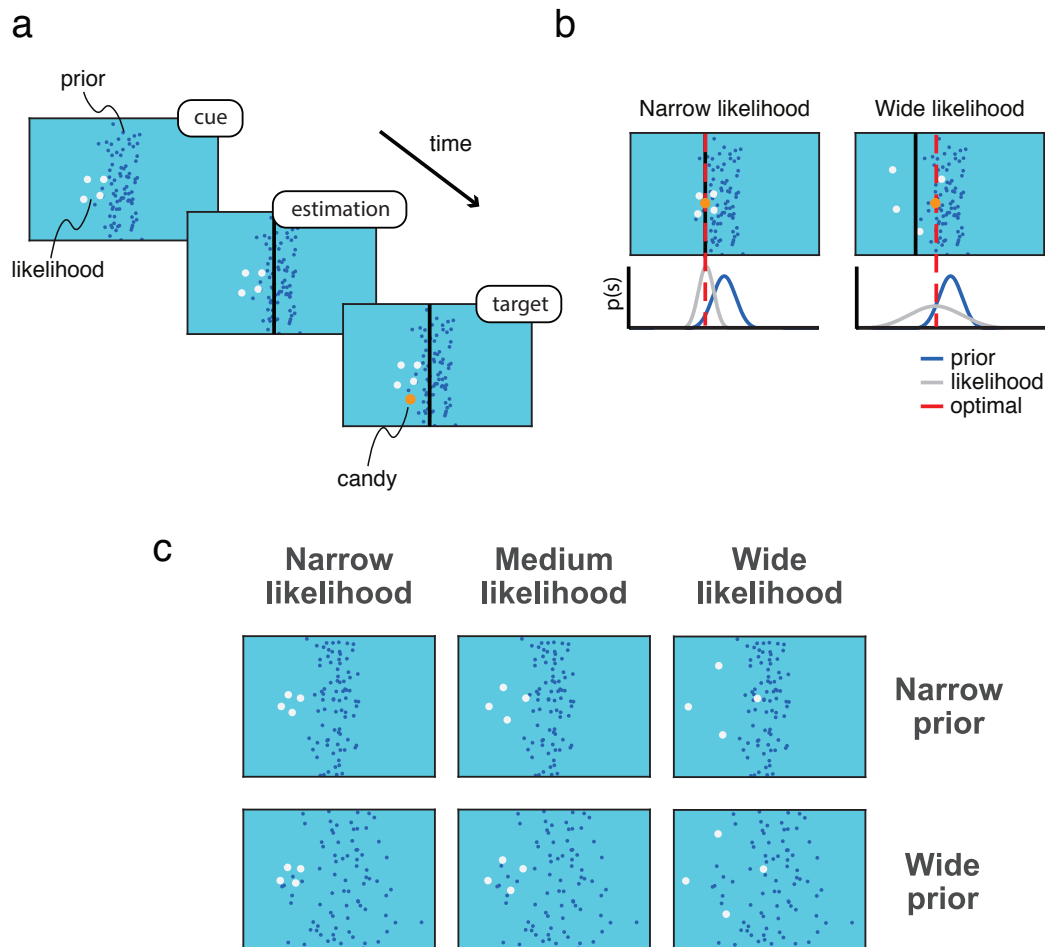 a
prior
cue
time
estimation
likelihood
target
candy
b
Narrow likelihood
Wide likelihood
p(s)
prior
likelihood
optimal
c
Narrow
likelihood
Medium
likelihood
Wide
likelihood
Narrow
prior
Wide
prior